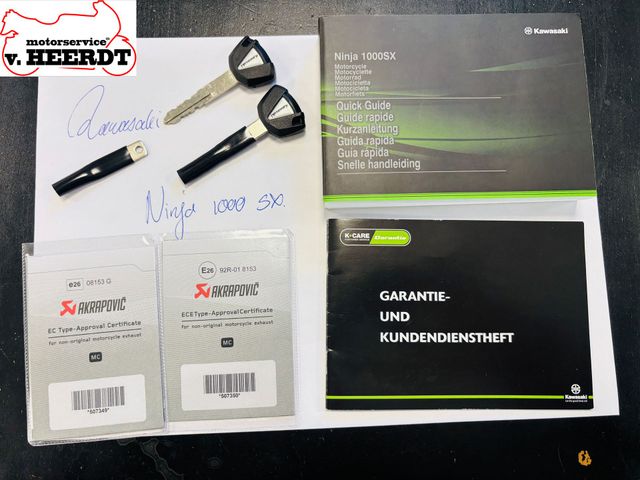 motorservice
v. HEERDT
Kawasaki
Ninja 1000 SX.
Kawasaki
Ninja 1000SX
Motorcycle
Motocyclette
Motorrad
Motocicletta
Motocicleta
Motorfiets
Quick Guide
Guide rapide
Kurzanleitung
Guida rapida
Guía rápida
Snelle handleiding
e26 08153 G
AKRAPOVIČ
EC Type-Approval Certificate
for non-original motorcycle exhaust
MC
*507349*
E26 92R-01 8153
AKRAPOVIČ
ECE Type-Approval Certificate
for non-original motorcycle exhaust
MC
*507350*
K-CARE Garantie
GARANTIE-
UND
KUNDENDIENSTHEFT
Kawasaki